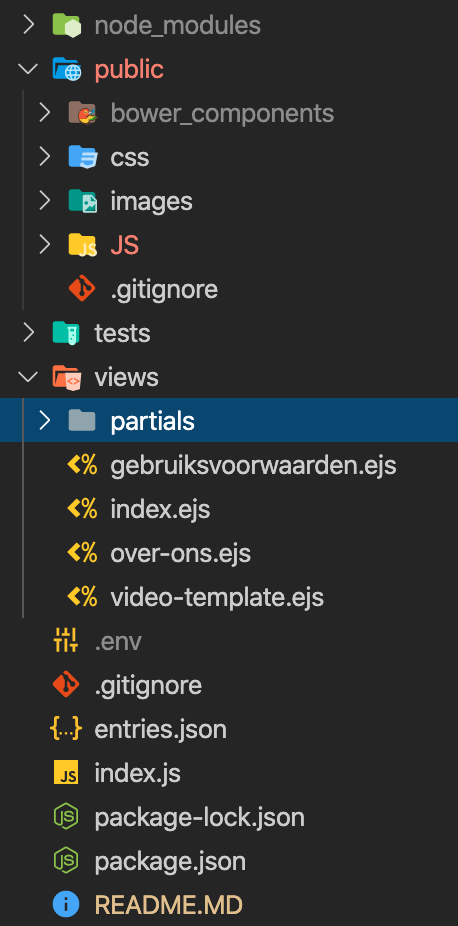 node_modules
public
bower_components
css
images
JS
.gitignore
tests
views
partials
gebruiksvoorwaarden.ejs
index.ejs
over-ons.ejs
video-template.ejs
.env
.gitignore
entries.json
index.js
package-lock.json
package.json
README.MD